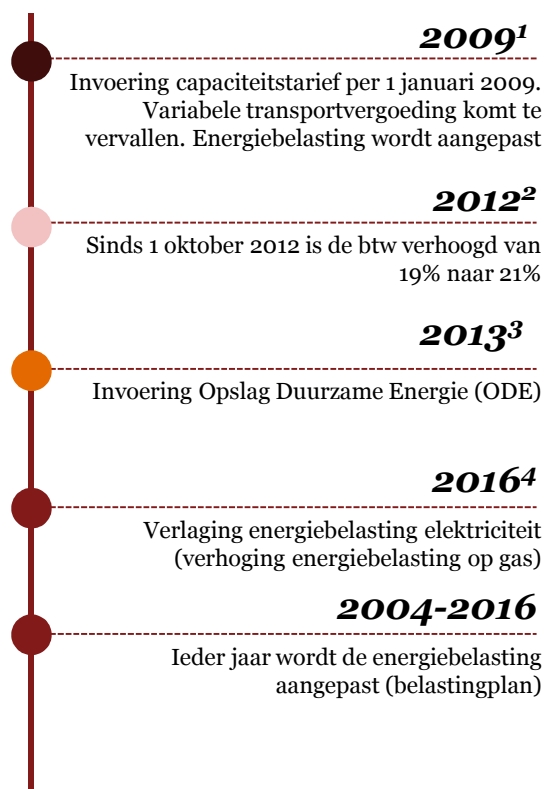 2009¹
Invoering capaciteitstarief per 1 januari 2009.
Variabele transportvergoeding komt te
vervallen. Energiebelasting wordt aangepast
2012²
Sinds 1 oktober 2012 is de btw verhoogd van
19% naar 21%
2013³
Invoering Opslag Duurzame Energie (ODE)
2016⁴
Verlaging energiebelasting elektriciteit
(verhoging energiebelasting op gas)
2004-2016
Ieder jaar wordt de energiebelasting
aangepast (belastingplan)